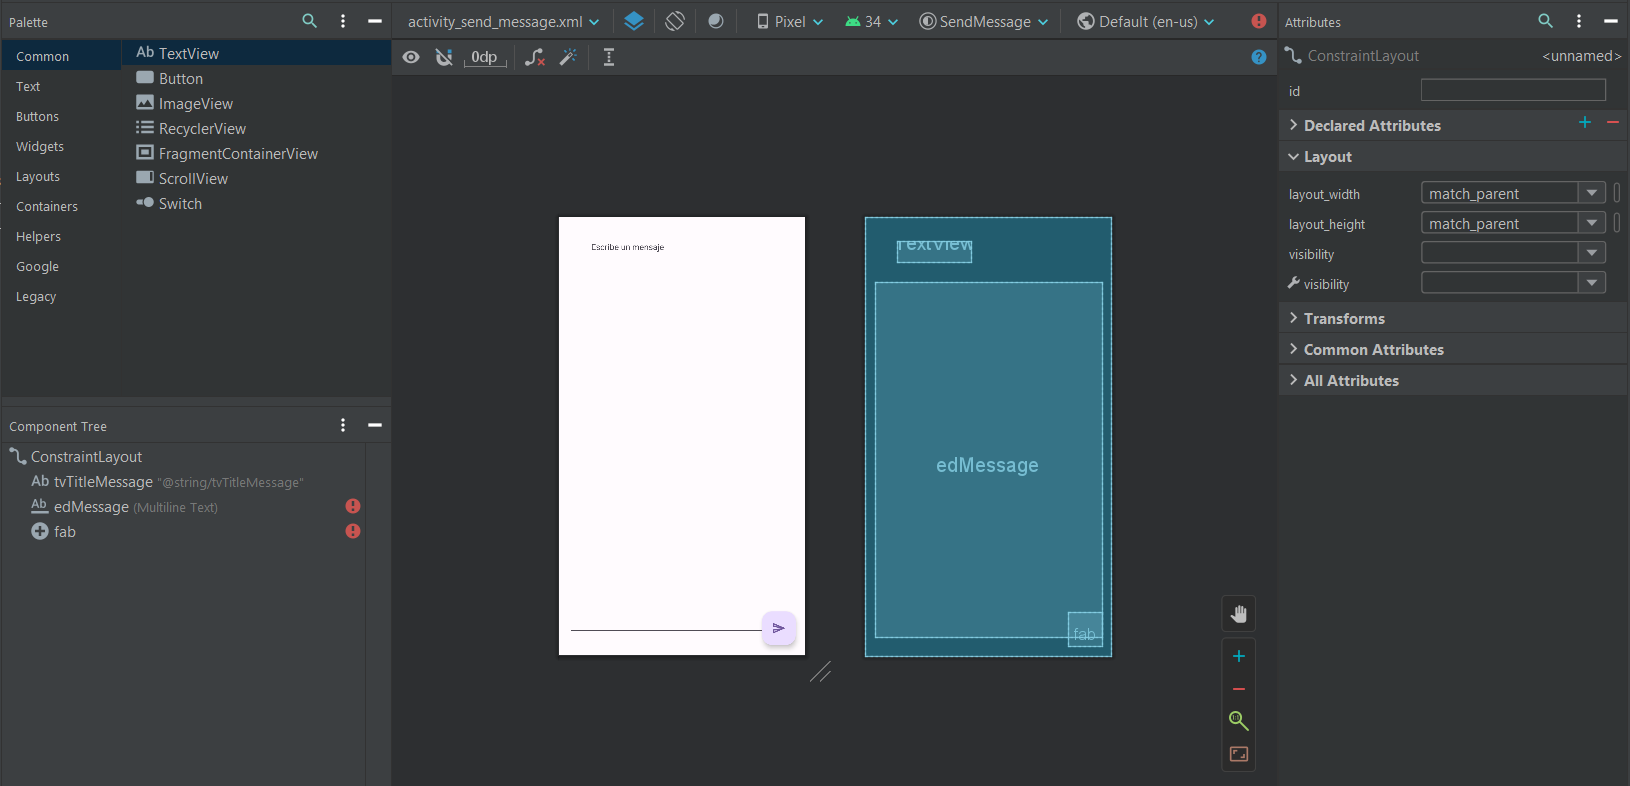 Palette
Common
Text
Buttons
Widgets
Layouts
Containers
Helpers
Google
Legacy
Ab TextView
Button
ImageView
RecyclerView
FragmentContainerView
ScrollView
Switch
Component Tree
ConstraintLayout
Ab tvTitleMessage "@string/tvTitleMessage"
Ab edMessage (Multiline Text)
fab
activity_send_message.xml
Pixel
34
SendMessage
Default (en-us)
0dp
Escribe un mensaje
TextView
edMessage
fab
Attributes
ConstraintLayout <unnamed>
id
Declared Attributes
Layout
layout_width match_parent
layout_height match_parent
visibility
visibility
Transforms
Common Attributes
All Attributes